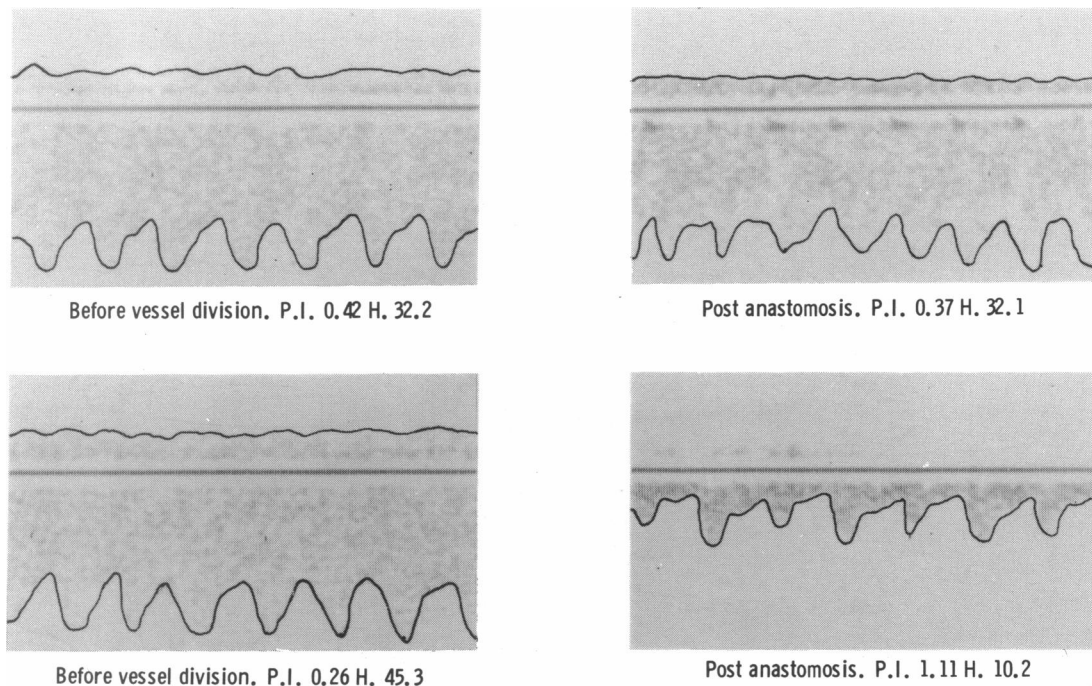 Before vessel division. P.I. 0.42 H. 32.2
Post anastomosis. P.I. 0.37 H. 32.1
Before vessel division. P.I. 0.26 H. 45.3
Post anastomosis. P.I. 1.11 H. 10.2